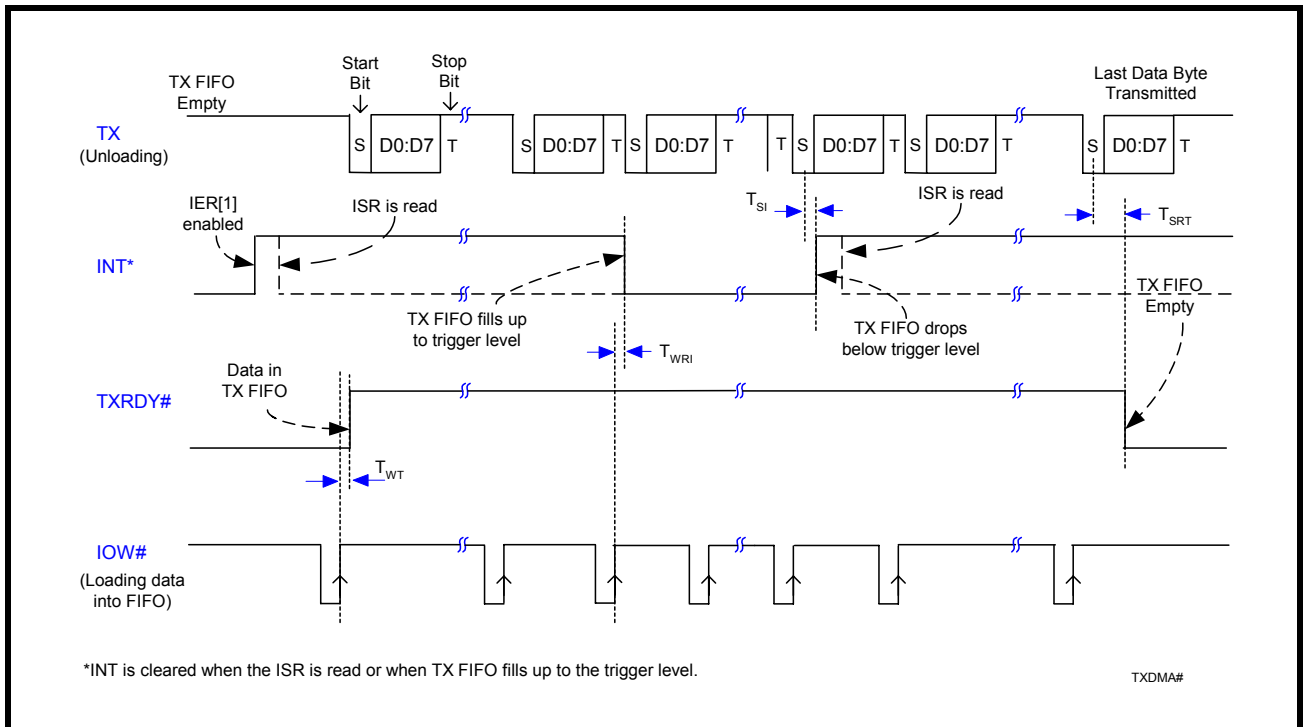 TX FIFO
Empty
Start
Bit
Stop
Bit
Last Data Byte
Transmitted
TX
(Unloading)
S D0:D7 T S D0:D7 T S D0:D7 T T S D0:D7 T S D0:D7 T S D0:D7 T
IER[1]
enabled
ISR is read
TSI
ISR is read
TSRT
INT*
TX FIFO fills up
to trigger level
TX FIFO drops
below trigger level
TX FIFO
Empty
TWRI
Data in
TX FIFO
TXRDY#
TWT
IOW#
(Loading data
into FIFO)
*INT is cleared when the ISR is read or when TX FIFO fills up to the trigger level.
TXDMA#